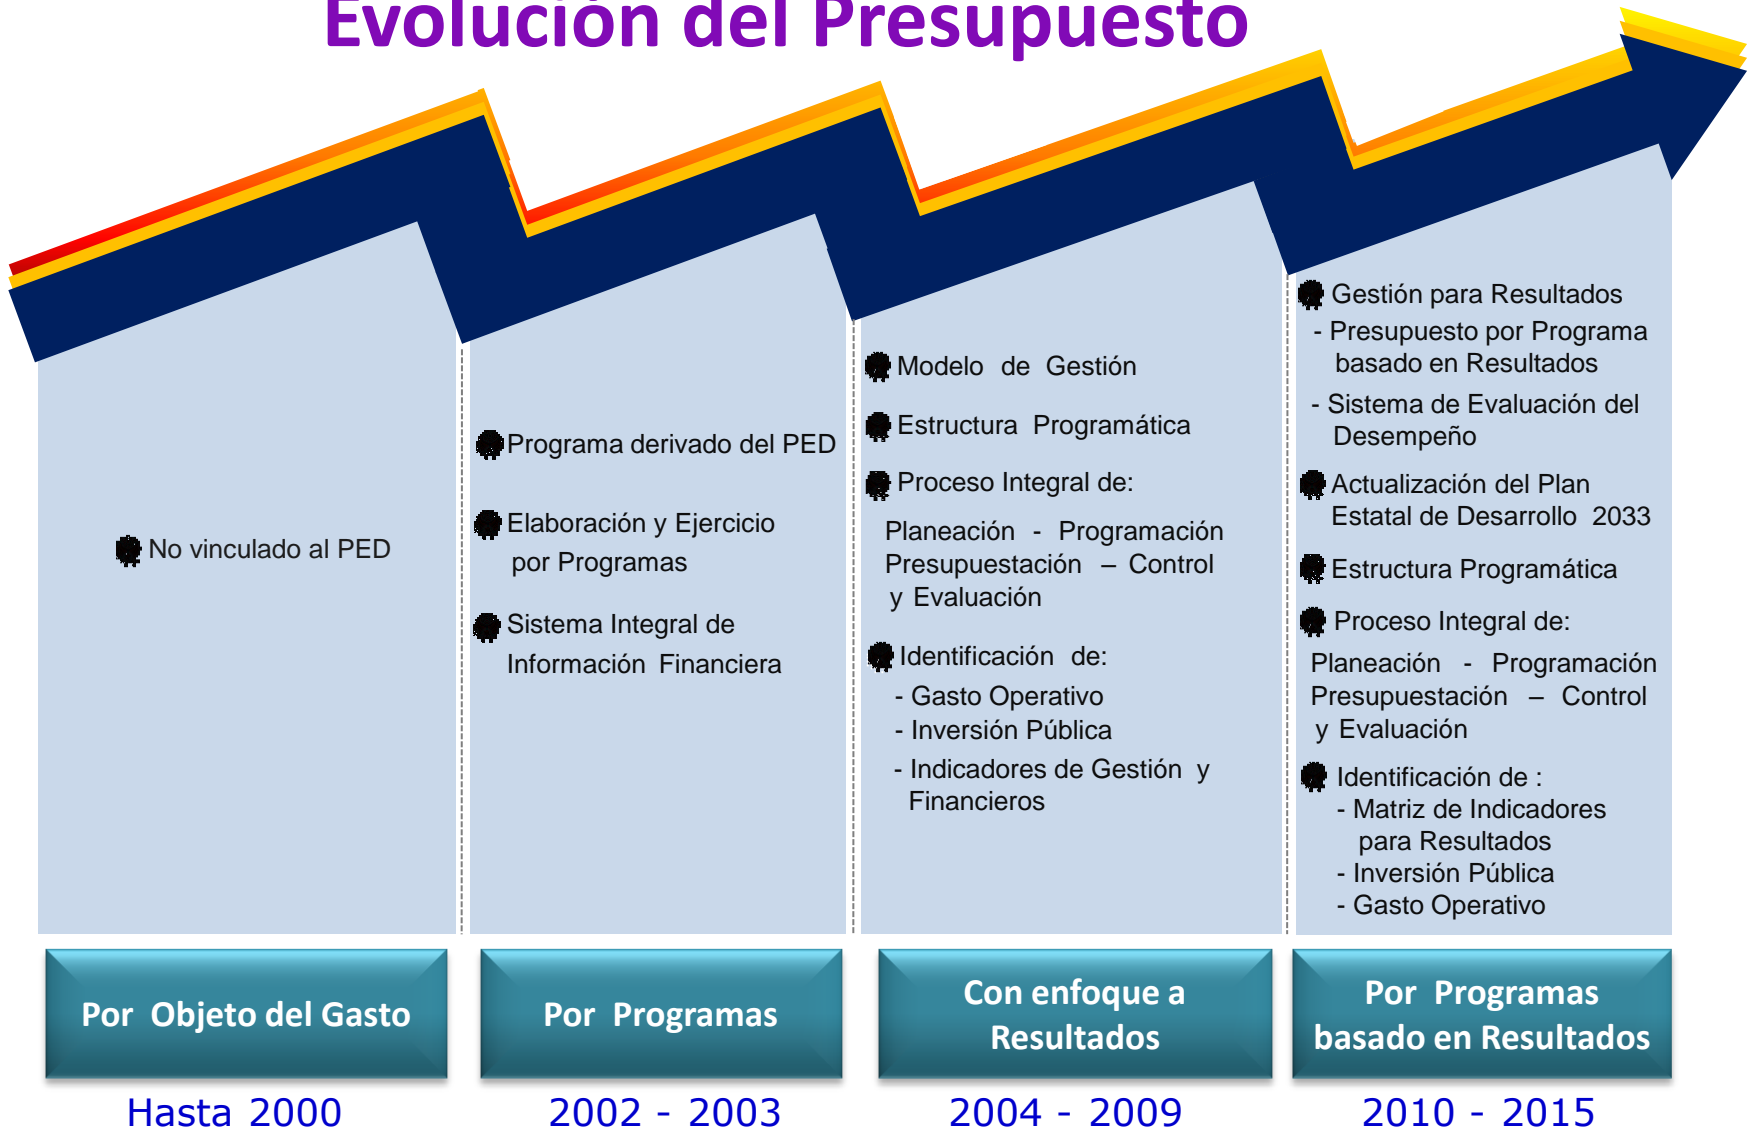 Evolución del Presupuesto
No vinculado al PED
Por Objeto del Gasto
Hasta 2000
Programa derivado del PED
Elaboración y Ejercicio
por Programas
Sistema Integral de
Información Financiera
Por Programas
2002 - 2003
Modelo de Gestión
Estructura Programática
Proceso Integral de:
Planeación - Programación
Presupuestación – Control
y Evaluación
Identificación de:
- Gasto Operativo
- Inversión Pública
- Indicadores de Gestión y
Financieros
Con enfoque a
Resultados
2004 - 2009
Gestión para Resultados
- Presupuesto por Programa
basado en Resultados
- Sistema de Evaluación del
Desempeño
Actualización del Plan
Estatal de Desarrollo 2033
Estructura Programática
Proceso Integral de:
Planeación - Programación
Presupuestación – Control
y Evaluación
Identificación de :
- Matriz de Indicadores
para Resultados
- Inversión Pública
- Gasto Operativo
Por Programas
basado en Resultados
2010 - 2015